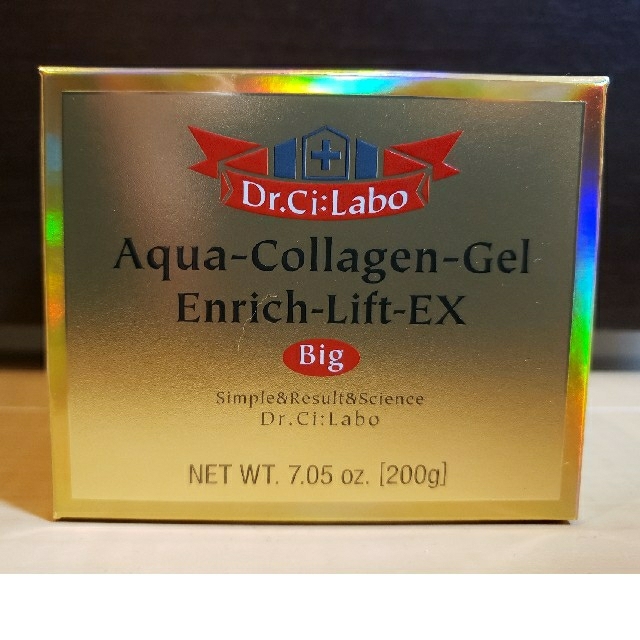 Dr.Ci:Labo
Aqua-Collagen-Gel
Enrich-Lift-EX
Big
Simple&Result&Science
Dr.Ci:Labo
NET WT. 7.05 oz. [200g]